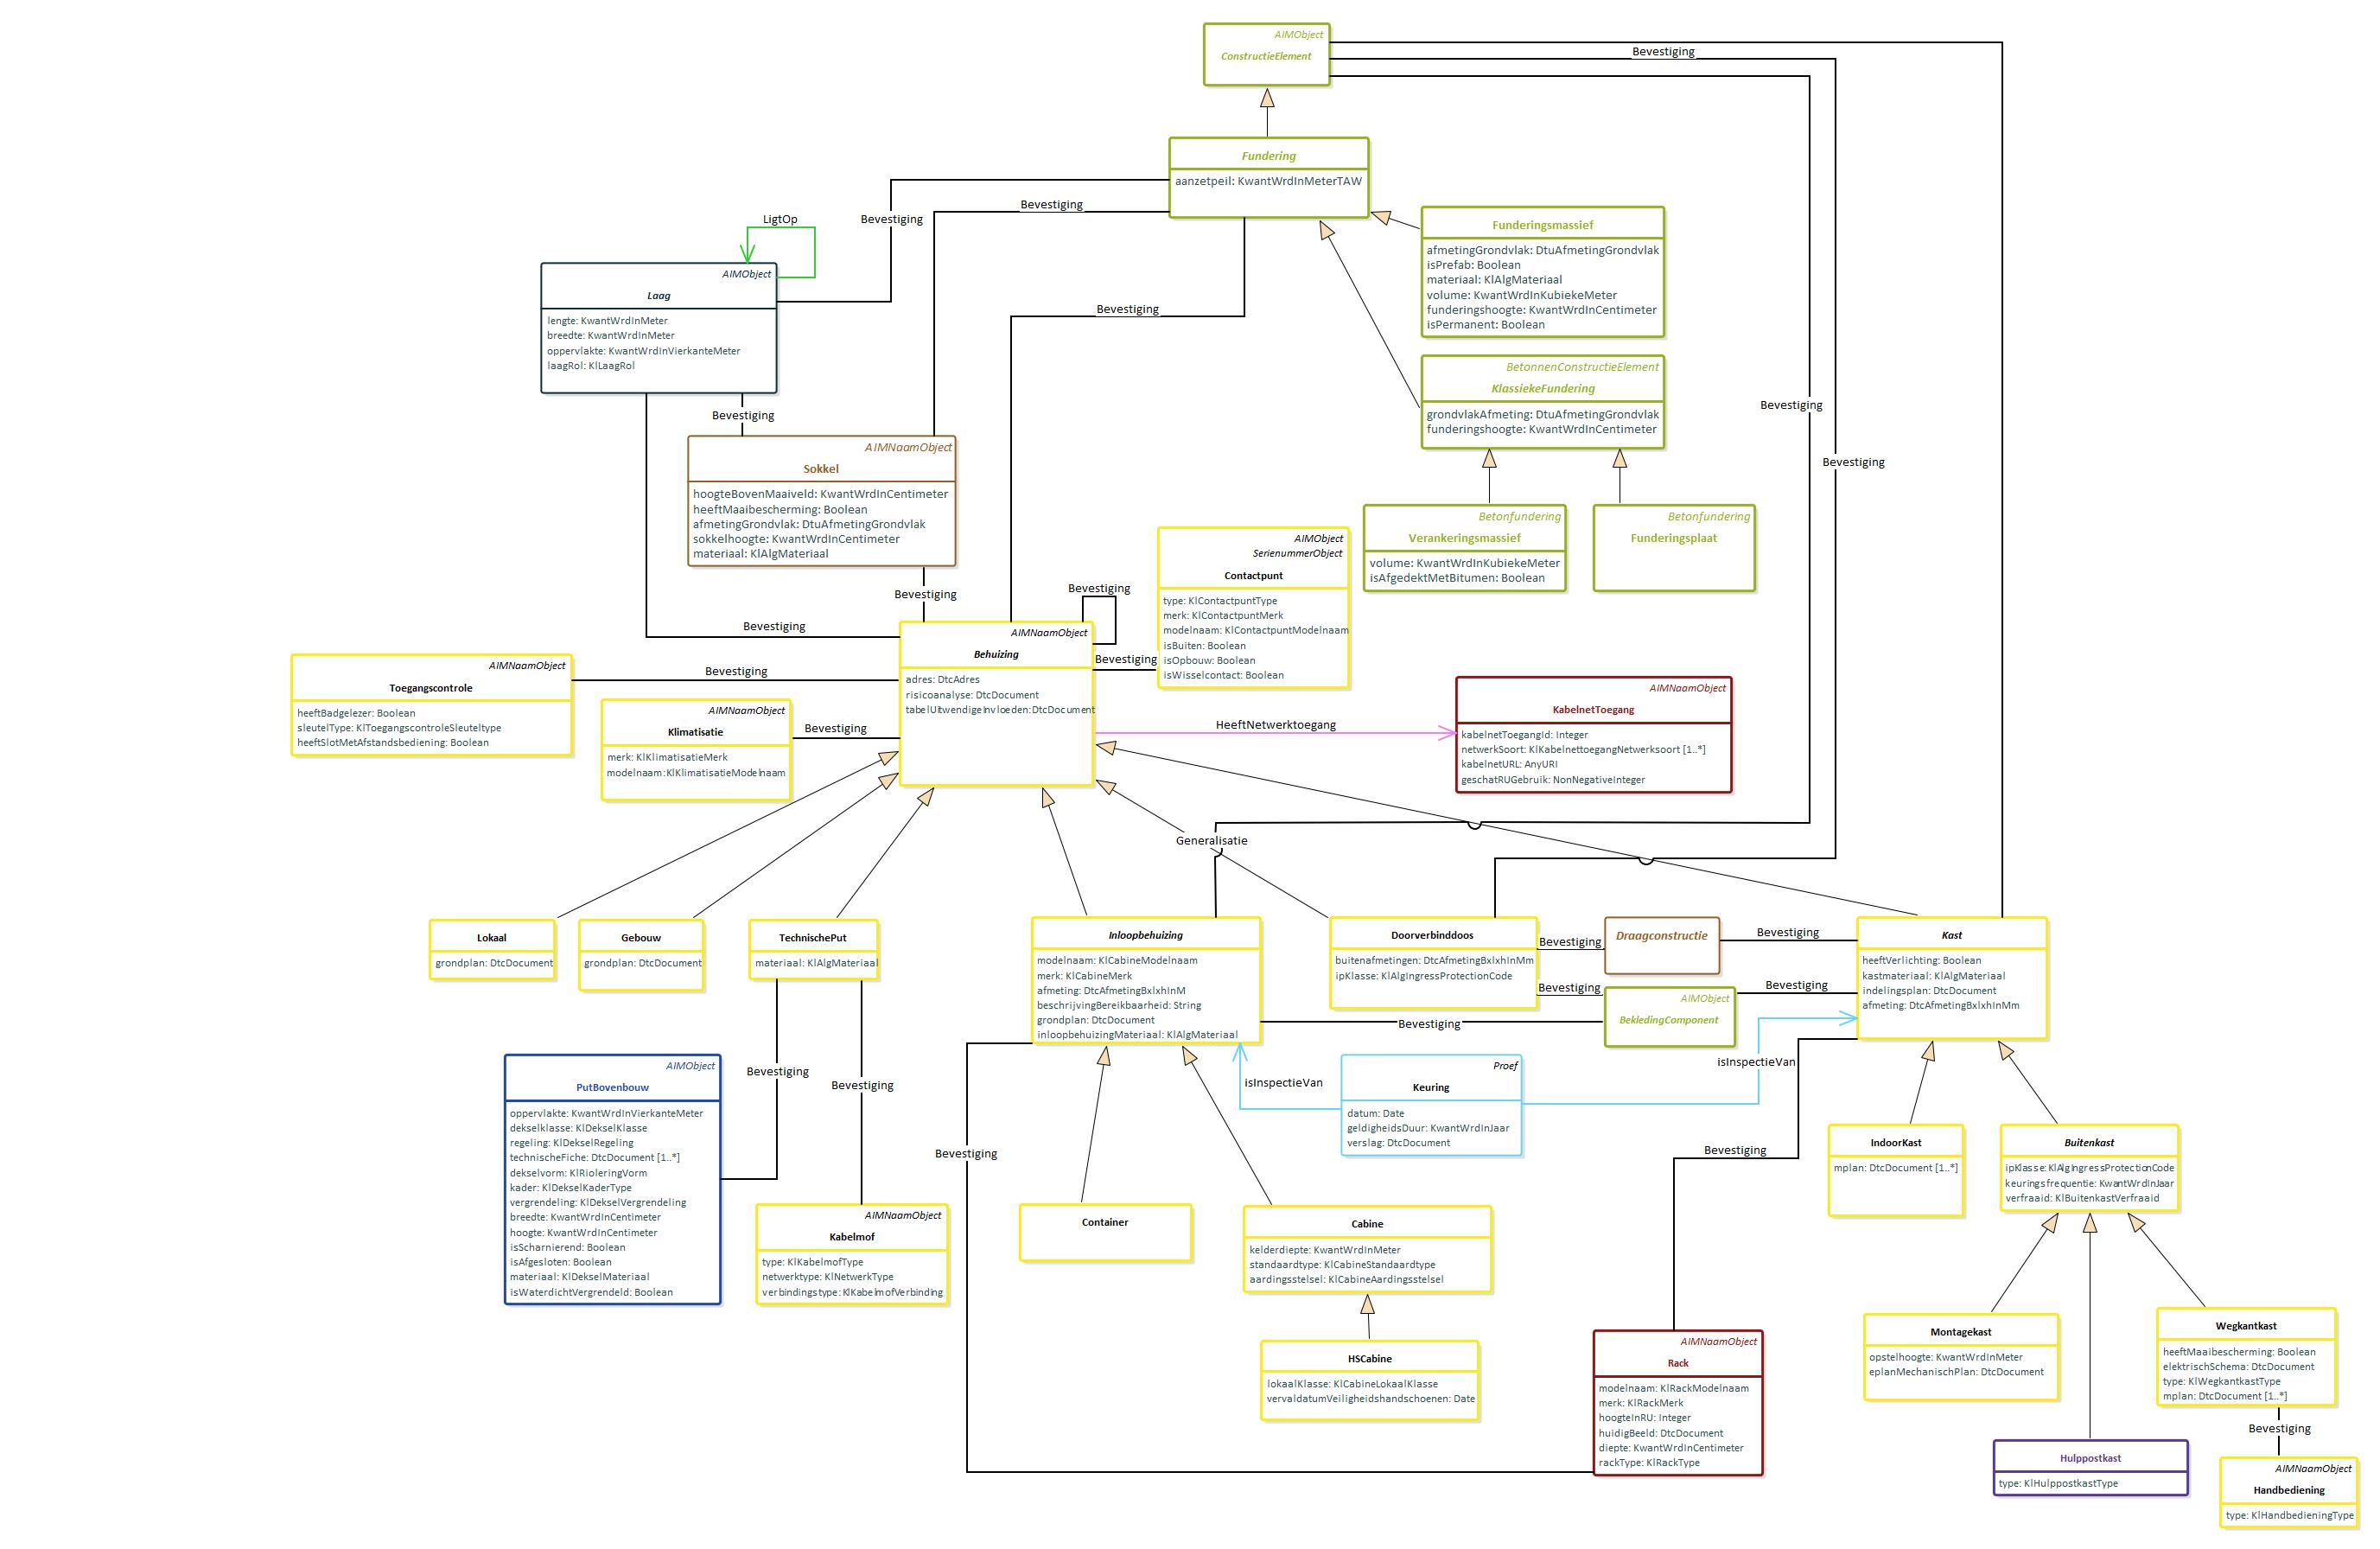 AIMObject
ConstructieElement
Bevestiging
Fundering
aanzetpeil: KwantWrdInMeterTAW
Bevestiging
Bevestiging
LigtOp
Funderingsmassief
afmetingGrondvlak: DtuAfmetingGrondvlak
isPrefab: Boolean
materiaal: KlAlgMateriaal
volume: KwantWrdInKubiekeMeter
funderingshoogte: KwantWrdInCentimeter
isPermanent: Boolean
AIMObject
Laag
lengte: KwantWrdInMeter
breedte: KwantWrdInMeter
oppervlakte: KwantWrdInVierkanteMeter
laagRol: KlLaagRol
Bevestiging
BetonnenConstructieElement
KlassiekeFundering
grondvlakAfmeting: DtuAfmetingGrondvlak
funderingshoogte: KwantWrdInCentimeter
Bevestiging
Bevestiging
Bevestiging
AIMNaamObject
Sokkel
hoogteBovenMaaiveld: KwantWrdInCentimeter
heeftMaaibescherming: Boolean
afmetingGrondvlak: DtuAfmetingGrondvlak
sokkelhoogte: KwantWrdInCentimeter
materiaal: KlAlgMateriaal
Betonfundering
Verankeringsmassief
volume: KwantWrdInKubiekeMeter
isAfgedektMetBitumen: Boolean
Betonfundering
Funderingsplaat
AIMObject
SerienummerObject
Contactpunt
type: KlContactpuntType
merk: KlContactpuntMerk
modelnaam: KlContactpuntModelnaam
isBuiten: Boolean
isOpbouw: Boolean
isWisselcontact: Boolean
Bevestiging
Bevestiging
Bevestiging
Bevestiging
AIMNaamObject
Behuizing
adres: DtcAdres
risicoanalyse: DtcDocument
tabelUitwendigeInvloeden:DtcDocument
Bevestiging
AIMNaamObject
Toegangscontrole
heeftBadgelezer: Boolean
sleutelType: KlToegangscontroleSleuteltype
heeftSlotMetAfstandsbediening: Boolean
AIMNaamObject
Klimatisatie
merk: KlKlimatisatieMerk
modelnaam:KlKlimatisatieModelnaam
Bevestiging
HeeftNetwerktoegang
AIMNaamObject
KabelnetToegang
kabelnetToegangId: Integer
netwerkSoort: KlKabelnettoegangNetwerksoort [1..*]
kabelnetURL: AnyURI
geschatRUGebruik: NonNegativeInteger
Generalisatie
Lokaal
grondplan: DtcDocument
Gebouw
grondplan: DtcDocument
TechnischePut
materiaal: KlAlgMateriaal
Inloopbehuizing
modelnaam: KlCabineModelnaam
merk: KlCabineMerk
afmeting: DtcAfmetingBxlxhInM
beschrijvingBereikbaarheid: String
grondplan: DtcDocument
inloopbehuizingMateriaal: KlAlgMateriaal
Doorverbinddoos
buitenafmetingen: DtcAfmetingBxlxhInMm
ipKlasse: KlAlgIngressProtectionCode
Bevestiging
Draagconstructie
Bevestiging
Bevestiging
AIMObject
BekledingComponent
Bevestiging
Bevestiging
Kast
heeftVerlichting: Boolean
kastmateriaal: KlAlgMateriaal
indelingsplan: DtcDocument
afmeting: DtcAfmetingBxlxhInMm
AIMObject
PutBovenbouw
oppervlakte: KwantWrdInVierkanteMeter
dekselklasse: KlDekselKlasse
regeling: KlDekselRegeling
technischeFiche: DtcDocument [1..*]
dekselvorm: KlRioleringVorm
kader: KlDekselKaderType
vergrendeling: KlDekselVergrendeling
breedte: KwantWrdInCentimeter
hoogte: KwantWrdInCentimeter
isScharnierend: Boolean
isAfgesloten: Boolean
materiaal: KlDekselMateriaal
isWaterdichtVergrendeld: Boolean
Bevestiging
Bevestiging
isInspectieVan
Proef
Keuring
datum: Date
geldigheidsDuur: KwantWrdInJaar
verslag: DtcDocument
isInspectieVan
Bevestiging
Bevestiging
IndoorKast
mplan: DtcDocument [1..*]
Buitenkast
ipKlasse:KlAlgIngressProtectionCode
keuringsfrequentie: KwantWrdInJaar
verfraaid: KlBuitenkastVerfraaid
AIMNaamObject
Kabelmof
type: KlKabelmofType
netwerktype: KlNetwerkType
verbindingstype: KlKabelmofVerbinding
Container
Cabine
kelderdiepte: KwantWrdInMeter
standaardtype: KlCabineStandaardtype
aardingsstelsel: KlCabineAardingsstelsel
HSCabine
lokaalKlasse: KlCabineLokaalKlasse
vervaldatumVeiligheidshandschoenen: Date
AIMNaamObject
Rack
modelnaam: KlRackModelnaam
merk: KlRackMerk
hoogteInRU: Integer
huidigBeeld: DtcDocument
diepte: KwantWrdInCentimeter
rackType: KlRackType
Montagekast
opstelhoogte: KwantWrdInMeter
eplanMechanischPlan: DtcDocument
Wegkantkast
heeftMaaibescherming: Boolean
elektrischSchema: DtcDocument
type: KlWegkantkastType
mplan: DtcDocument [1..*]
Bevestiging
Hulppostkast
type: KlHulppostkastType
AIMNaamObject
Handbediening
type: KlHandbedieningType